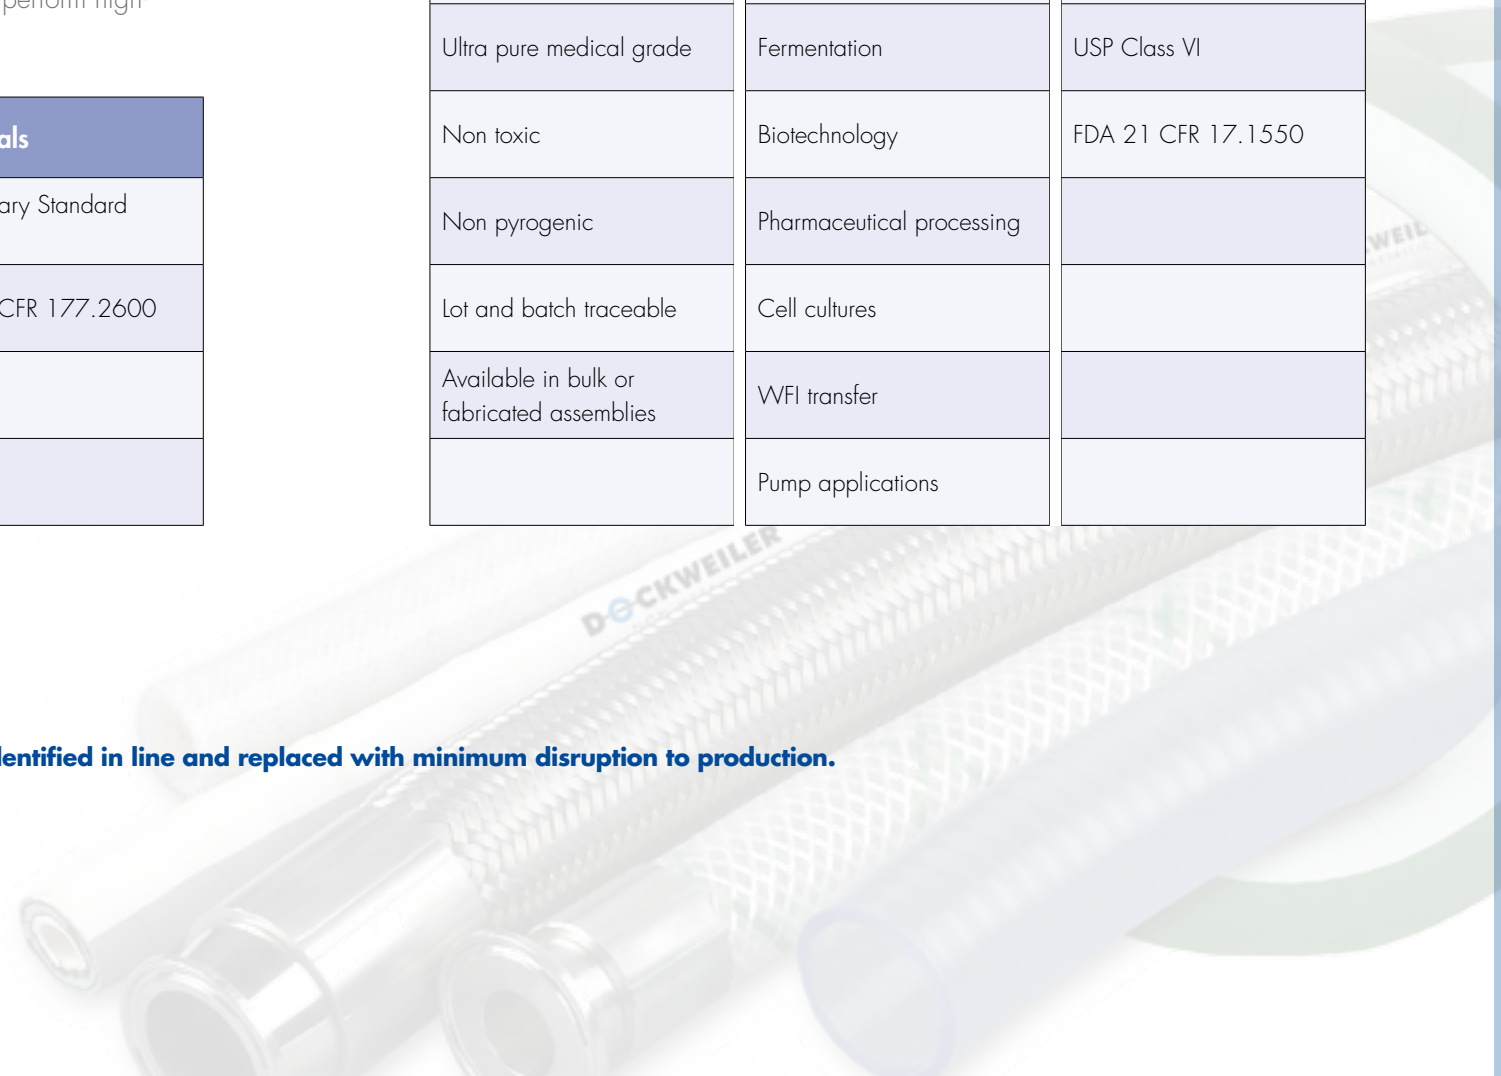 perform high-
als
ary Standard
CFR 177.2600
Ultra pure medical grade
Fermentation
USP Class VI
Non toxic
Biotechnology
FDA 21 CFR 17.1550
Non pyrogenic
Pharmaceutical processing
Lot and batch traceable
Cell cultures
Available in bulk or
fabricated assemblies
WFI transfer
Pump applications
DOCKWEILER
KWEIL
dentified in line and replaced with minimum disruption to production.